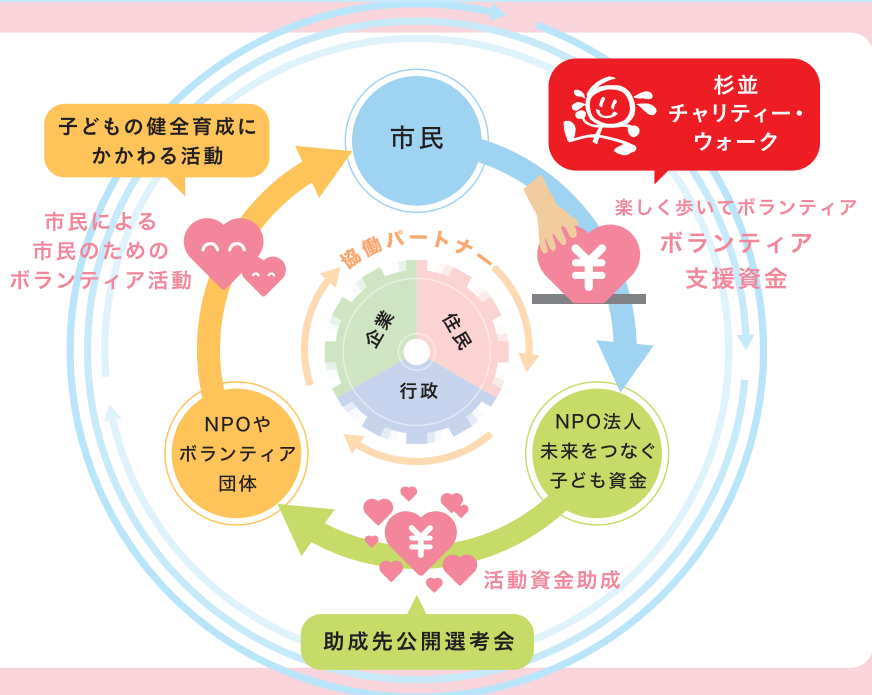 市民
杉並
チャリティー・
ウォーク
楽しく歩いてボランティア
ボランティア
支援資金
¥
NPO法人
未来をつなぐ
子ども資金
活動資金助成
¥
助成先公開選考会
NPOや
ボランティア
団体
子どもの健全育成に
かかわる活動
市民による
市民のための
ボランティア活動
協働パートナー
企業
住民
行政